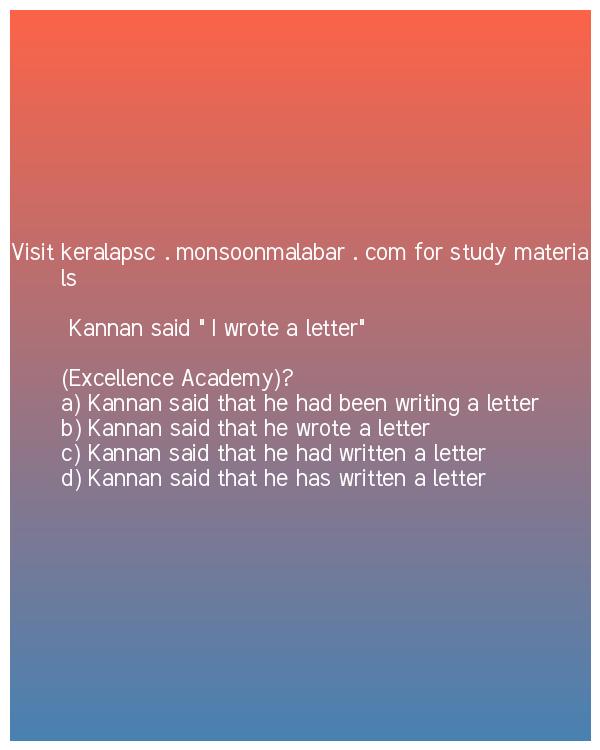 Visit keralapsc . monsoonmalabar . com for study materia
ls
Kannan said " I wrote a letter"
(Excellence Academy)?
a) Kannan said that he had been writing a letter
b) Kannan said that he wrote a letter
c) Kannan said that he had written a letter
d) Kannan said that he has written a letter